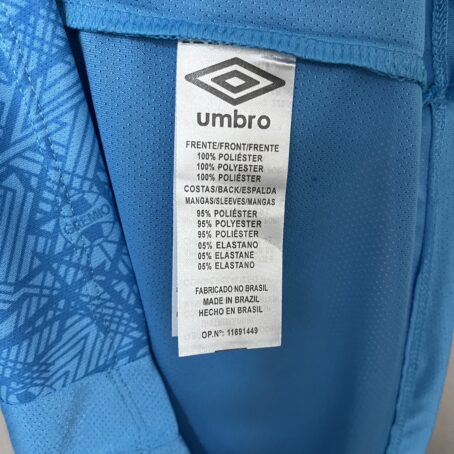 umbro
FRENTE/FRONT/FRENTE
100% POLIÉSTER
100% POLYESTER
100% POLIÉSTER
COSTAS/BACK/ESPALDA
MANGAS/SLEEVES/MANGAS
95% POLIÉSTER
95% POLYESTER
95% POLIÉSTER
05% ELASTANO
05% ELASTANE
05% ELASTANO
FABRICADO NO BRASIL
MADE IN BRAZIL
HECHO EN BRASIL
OP.Nº: 11691449
GRÊMIO